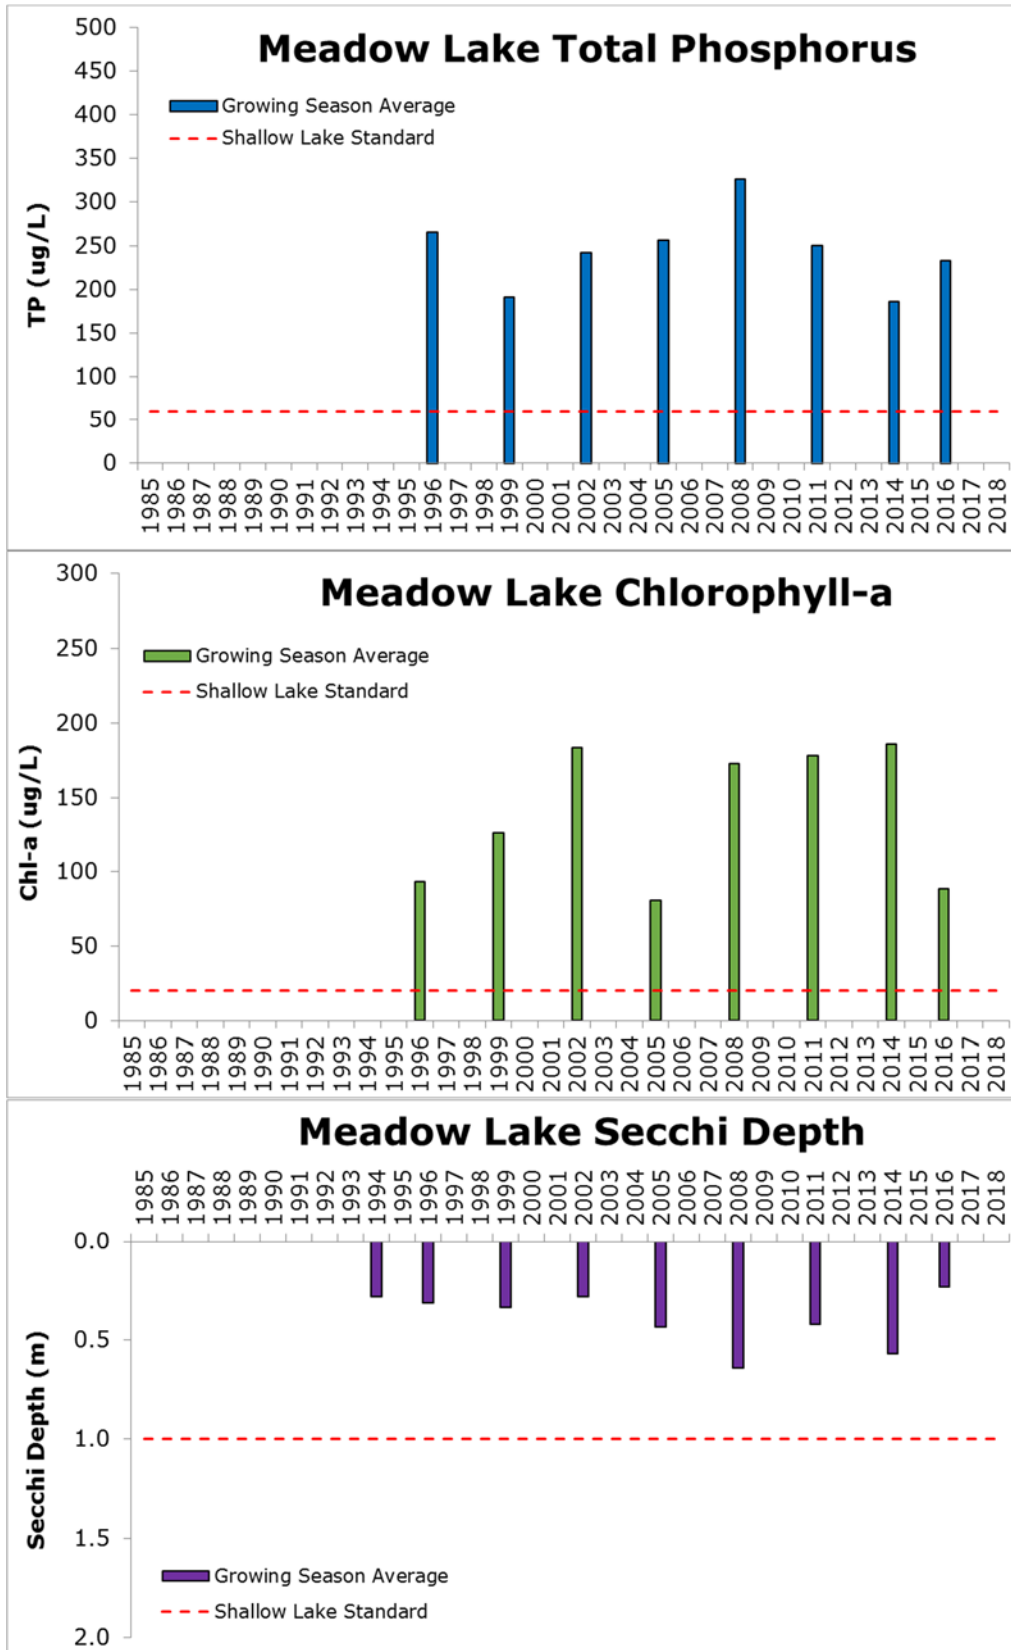 Meadow Lake Total Phosphorus
500
450
400
350
300
250
200
150
100
50
0
TP (ug/L)
Growing Season Average
Shallow Lake Standard
1985 1986 1987 1988 1989 1990 1991 1992 1993 1994 1995 1996 1997 1998 1999 2000 2001 2002 2003 2004 2005 2006 2007 2008 2009 2010 2011 2012 2013 2014 2015 2016 2017 2018
Meadow Lake Chlorophyll-a
300
250
200
150
100
50
0
Chl-a (ug/L)
Growing Season Average
Shallow Lake Standard
1985 1986 1987 1988 1989 1990 1991 1992 1993 1994 1995 1996 1997 1998 1999 2000 2001 2002 2003 2004 2005 2006 2007 2008 2009 2010 2011 2012 2013 2014 2015 2016 2017 2018
Meadow Lake Secchi Depth
1985 1986 1987 1988 1989 1990 1991 1992 1993 1994 1995 1996 1997 1998 1999 2000 2001 2002 2003 2004 2005 2006 2007 2008 2009 2010 2011 2012 2013 2014 2015 2016 2017 2018
0.0
0.5
1.0
1.5
2.0
Secchi Depth (m)
Growing Season Average
Shallow Lake Standard